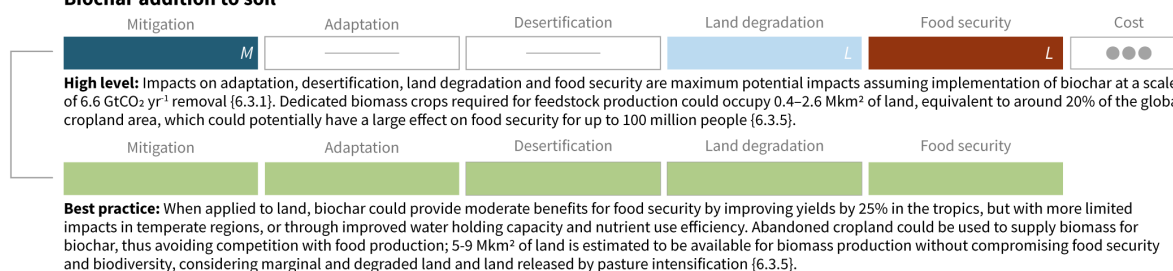 Biochar addition to soil
Mitigation Adaptation Desertification Land degradation Food security Cost
M L L
High level: Impacts on adaptation, desertification, land degradation and food security are maximum potential impacts assuming implementation of biochar at a scale
of 6.6 GtCO₂ yr⁻¹ removal {6.3.1}. Dedicated biomass crops required for feedstock production could occupy 0.4–2.6 Mkm² of land, equivalent to around 20% of the
cropland area, which could potentially have a large effect on food security for up to 100 million people {6.3.5}.
Mitigation Adaptation Desertification Land degradation Food security
Best practice: When applied to land, biochar could provide moderate benefits for food security by improving yields by 25% in the tropics, but with more limited
impacts in temperate regions, or through improved water holding capacity and nutrient use efficiency. Abandoned cropland could be used to supply biomass for
biochar, thus avoiding competition with food production; 5-9 Mkm² of land is estimated to be available for biomass production without compromising food security
and biodiversity, considering marginal and degraded land and land released by pasture intensification {6.3.5}.